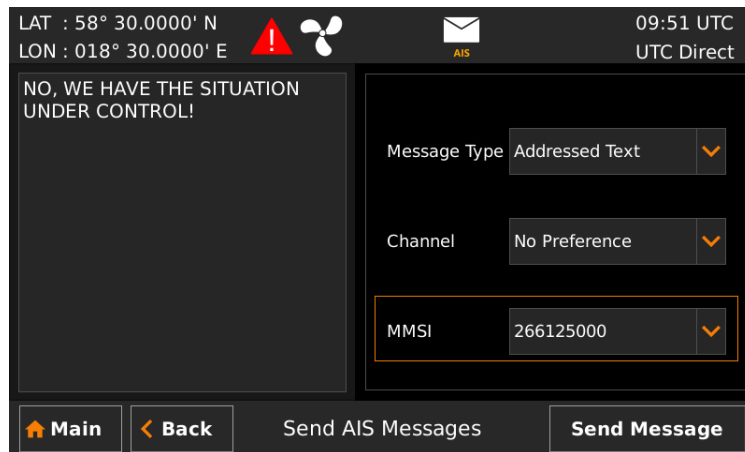 LAT : 58° 30.0000' N
LON : 018° 30.0000' E
!
AIS
09:51 UTC
UTC Direct
NO, WE HAVE THE SITUATION
UNDER CONTROL!
Message Type Addressed Text
Channel No Preference
MMSI 266125000
Main Back Send AIS Messages Send Message